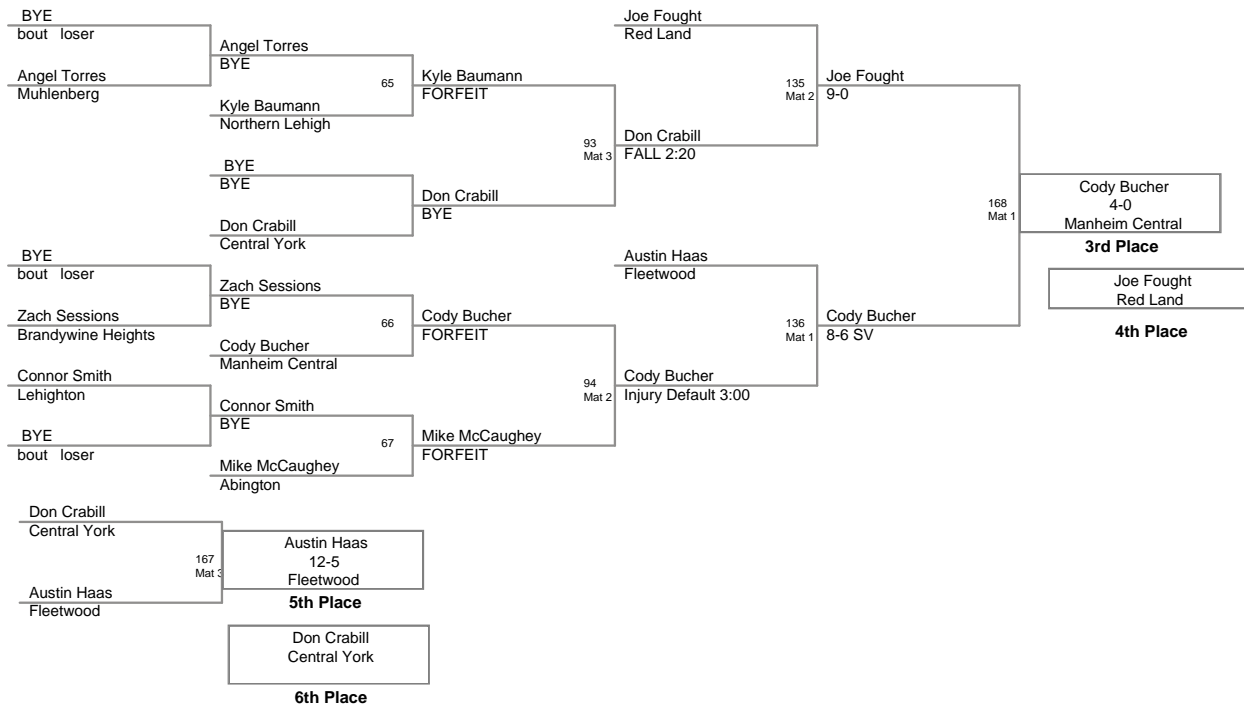 BYE
bout loser
Angel Torres
Muhlenberg
Angel Torres
BYE
65
Kyle Baumann
Northern Lehigh
Kyle Baumann
FORFEIT
BYE
BYE
Don Crabill
Central York
Don Crabill
BYE
93
Mat 3
Joe Fought
Red Land
Don Crabill
FALL 2:20
135
Mat 2
Joe Fought
9-0
BYE
bout loser
Zach Sessions
Brandywine Heights
Zach Sessions
BYE
66
Cody Bucher
Manheim Central
Cody Bucher
FORFEIT
Connor Smith
Lehighton
BYE
bout loser
Connor Smith
BYE
67
Mike McCaughey
Abington
Mike McCaughey
FORFEIT
94
Mat 2
Austin Haas
Fleetwood
Cody Bucher
Injury Default 3:00
136
Mat 1
Cody Bucher
8-6 SV
168
Mat 1
Cody Bucher
4-0
Manheim Central
3rd Place
Joe Fought
Red Land
4th Place
Don Crabill
Central York
Austin Haas
Fleetwood
167
Mat 3
Austin Haas
12-5
Fleetwood
5th Place
Don Crabill
Central York
6th Place